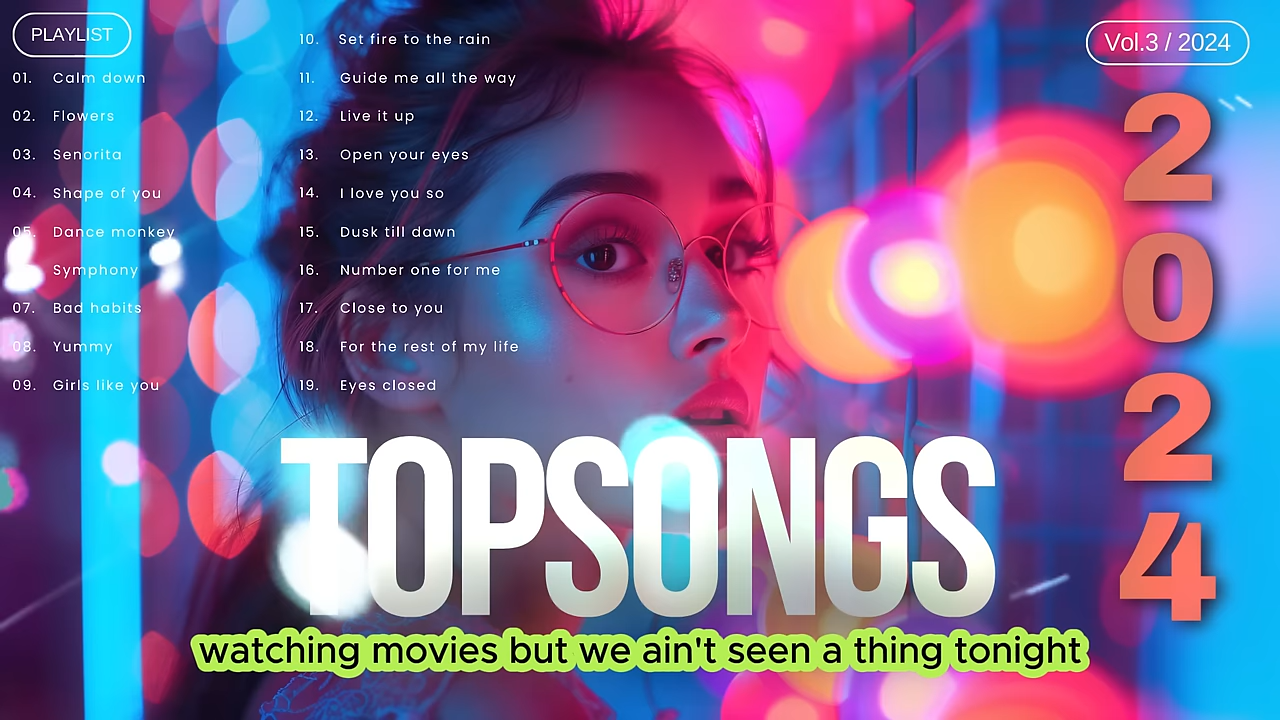 PLAYLIST
01. Calm down
02. Flowers
03. Senorita
04. Shape of you
05. Dance monkey
Symphony
07. Bad habits
08. Yummy
09. Girls like you
10. Set fire to the rain
11. Guide me all the way
12. Live it up
13. Open your eyes
14. I love you so
15. Dusk till dawn
16. Number one for me
17. Close to you
18. For the rest of my life
19. Eyes closed
Vol.3 / 2024
2024
TOPSONGS
watching movies but we ain't seen a thing tonight